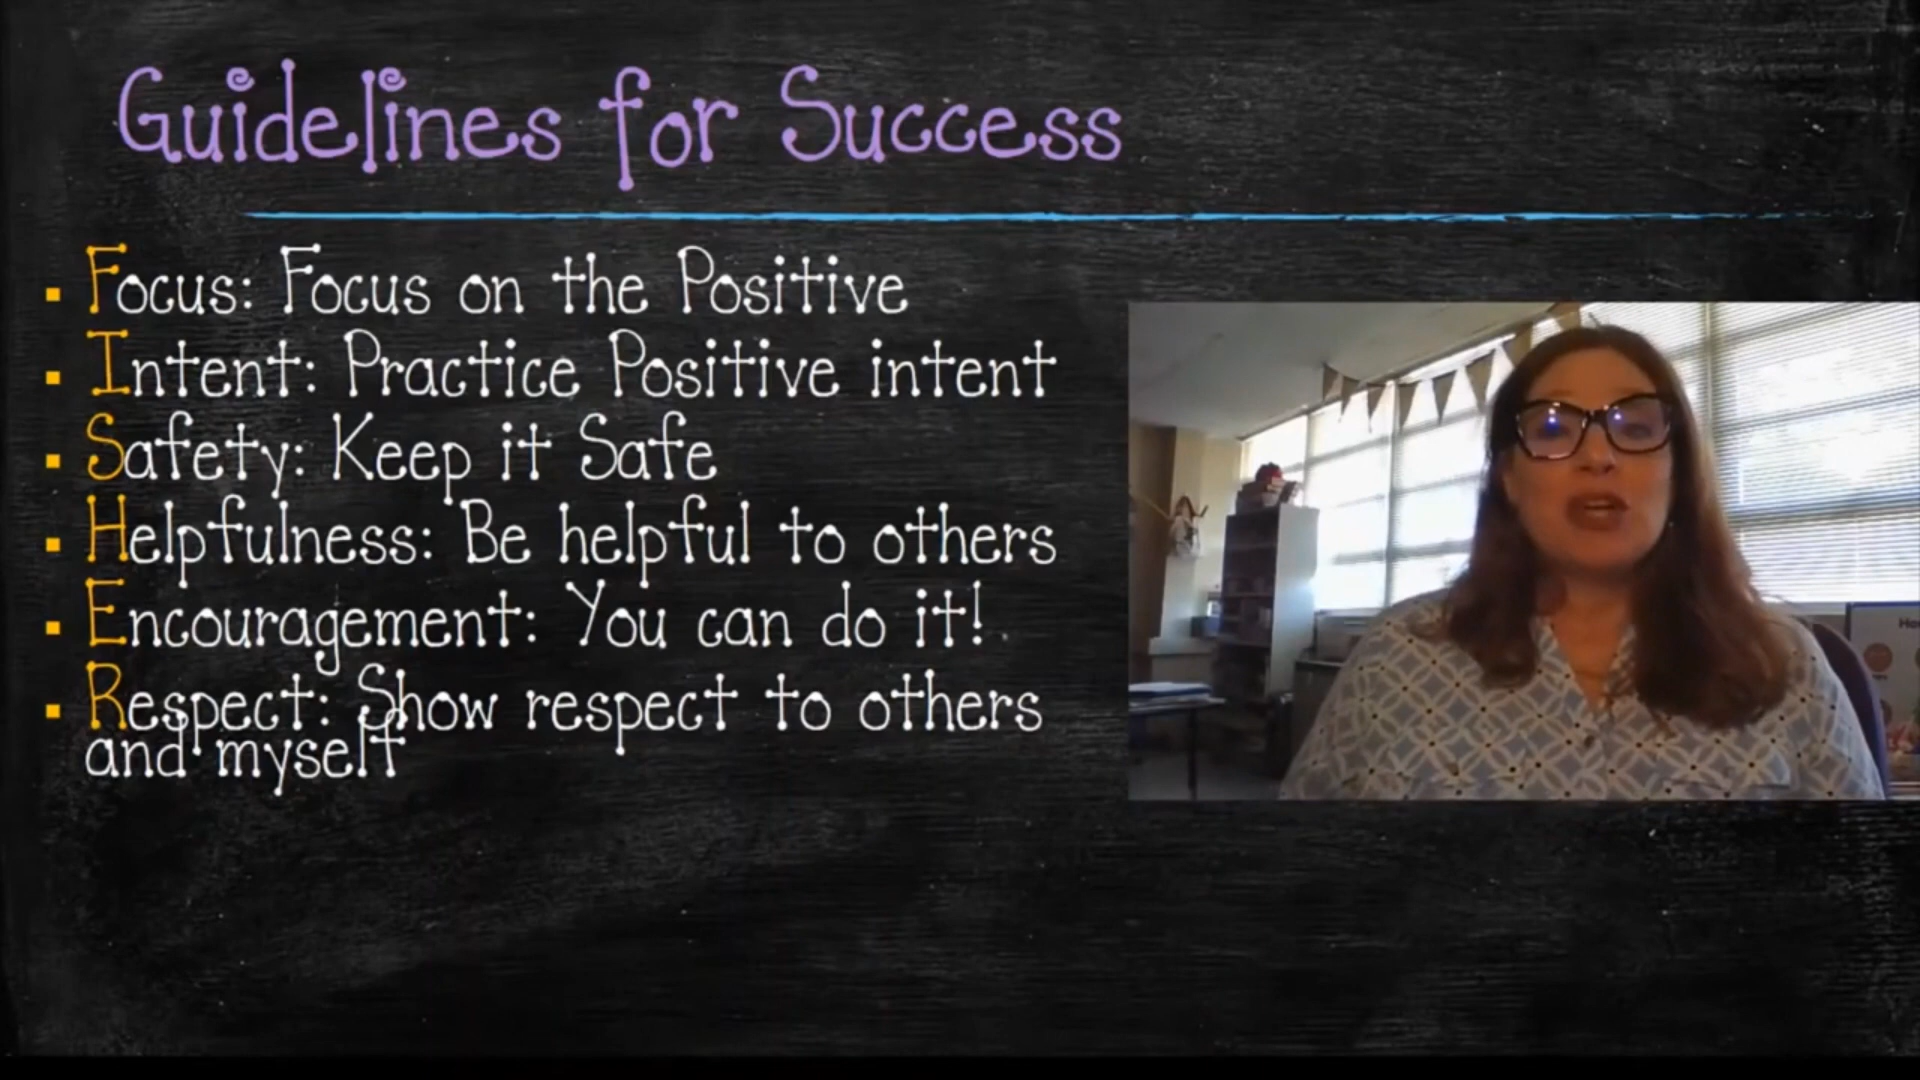 Guidelines for Success
Focus: Focus on the Positive
Intent: Practice Positive intent
Safety: Keep it Safe
Helpfulness: Be helpful to others
Encouragement: You can do it!
Respect: Show respect to others
and myself